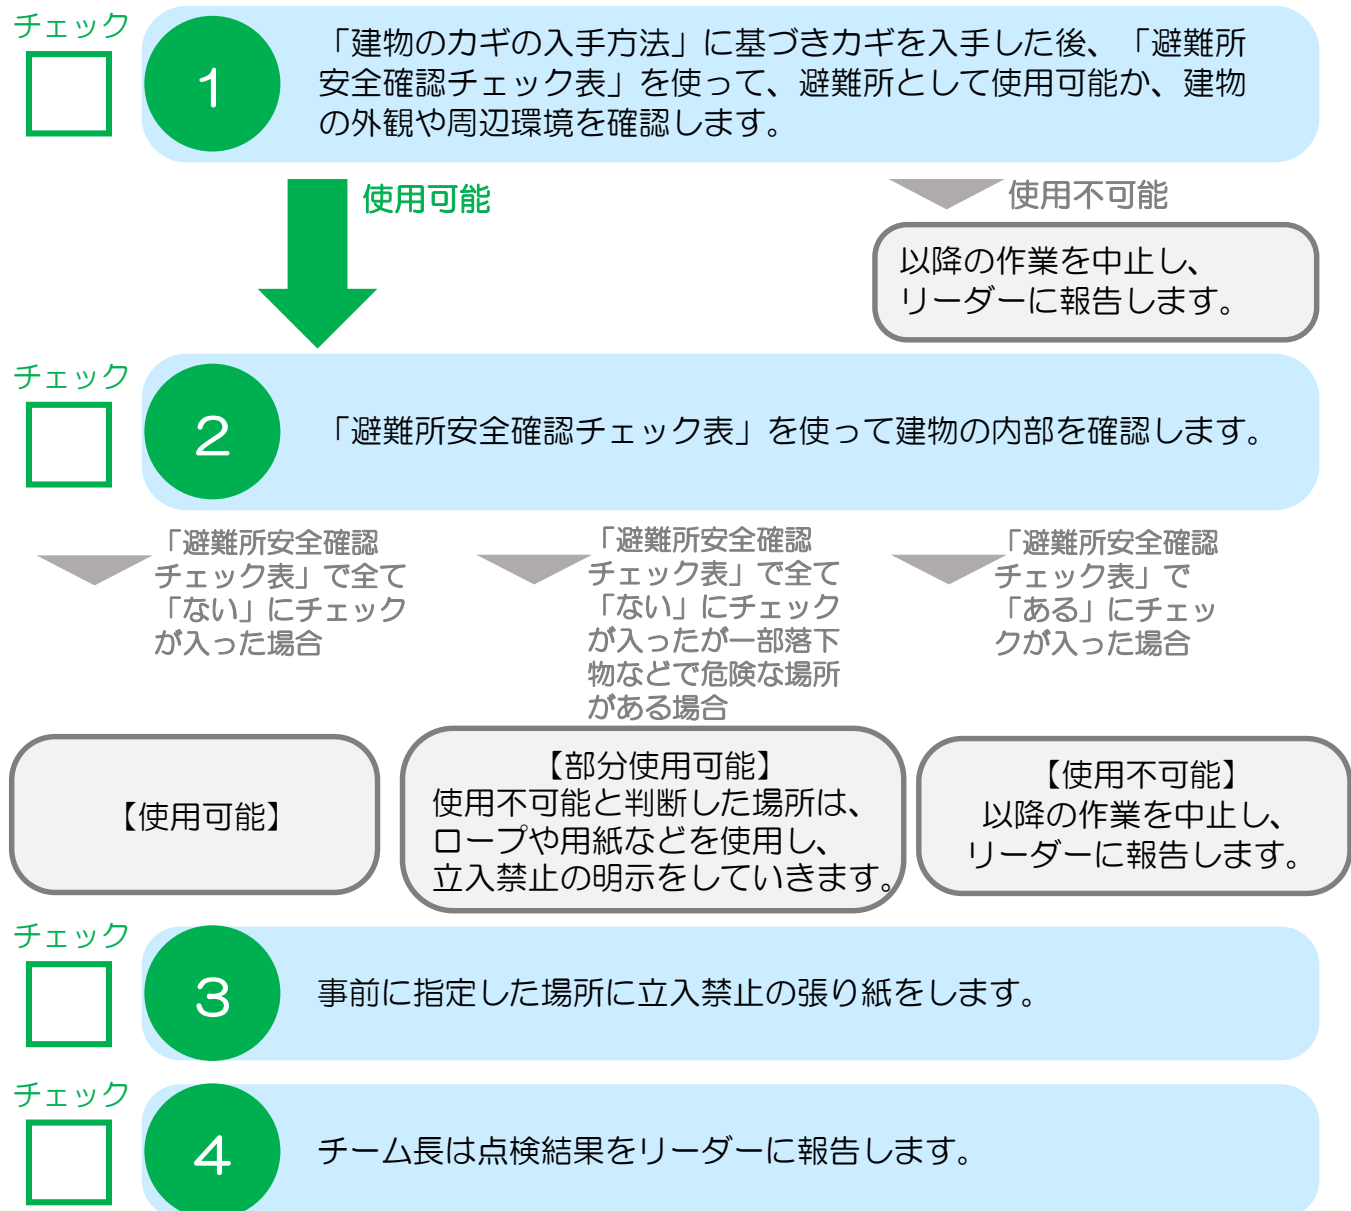 チェック
1
「建物のカギの入手方法」に基づきカギを入手した後、「避難所
安全確認チェック表」を使って、避難所として使用可能か、建物
の外観や周辺環境を確認します。
使用可能
使用不可能
以降の作業を中止し、
リーダーに報告します。
チェック
2
「避難所安全確認チェック表」を使って建物の内部を確認します。
「避難所安全確認
チェック表」で全て
「ない」にチェック
が入った場合
「避難所安全確認
チェック表」で全て
「ない」にチェック
が入ったが一部落下
物などで危険な場所
がある場合
「避難所安全確認
チェック表」で
「ある」にチェッ
クが入った場合
【使用可能】
【部分使用可能】
使用不可能と判断した場所は、
ロープや用紙などを使用し、
立入禁止の明示をしていきます。
【使用不可能】
以降の作業を中止し、
リーダーに報告します。
チェック
3
事前に指定した場所に立入禁止の張り紙をします。
チェック
4
チーム長は点検結果をリーダーに報告します。